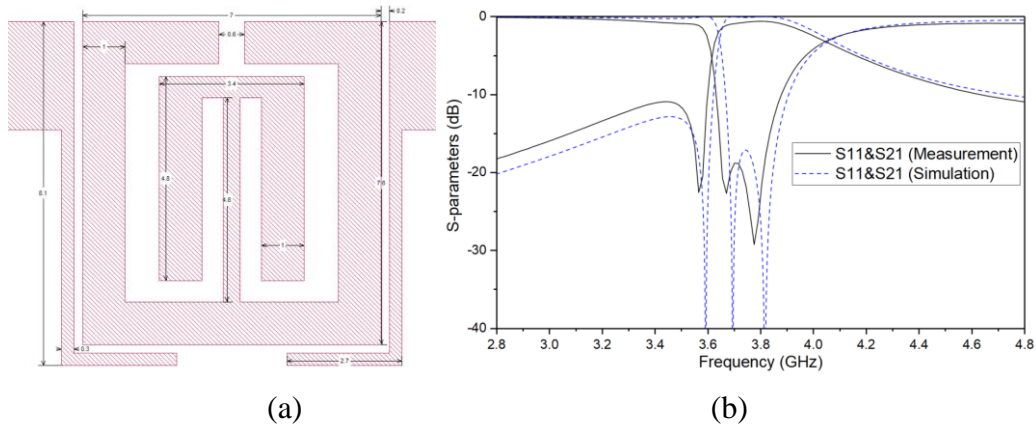 7
0.2
1
0.6
3.4
8.1
4.8
4.8
7.6
1
0.3
2.7
(a)
0
-10
-20
-30
-40
S-parameters (dB)
S11&S21 (Measurement)
S11&S21 (Simulation)
2.8 3.0 3.2 3.4 3.6 3.8 4.0 4.2 4.4 4.6 4.8
Frequency (GHz)
(b)